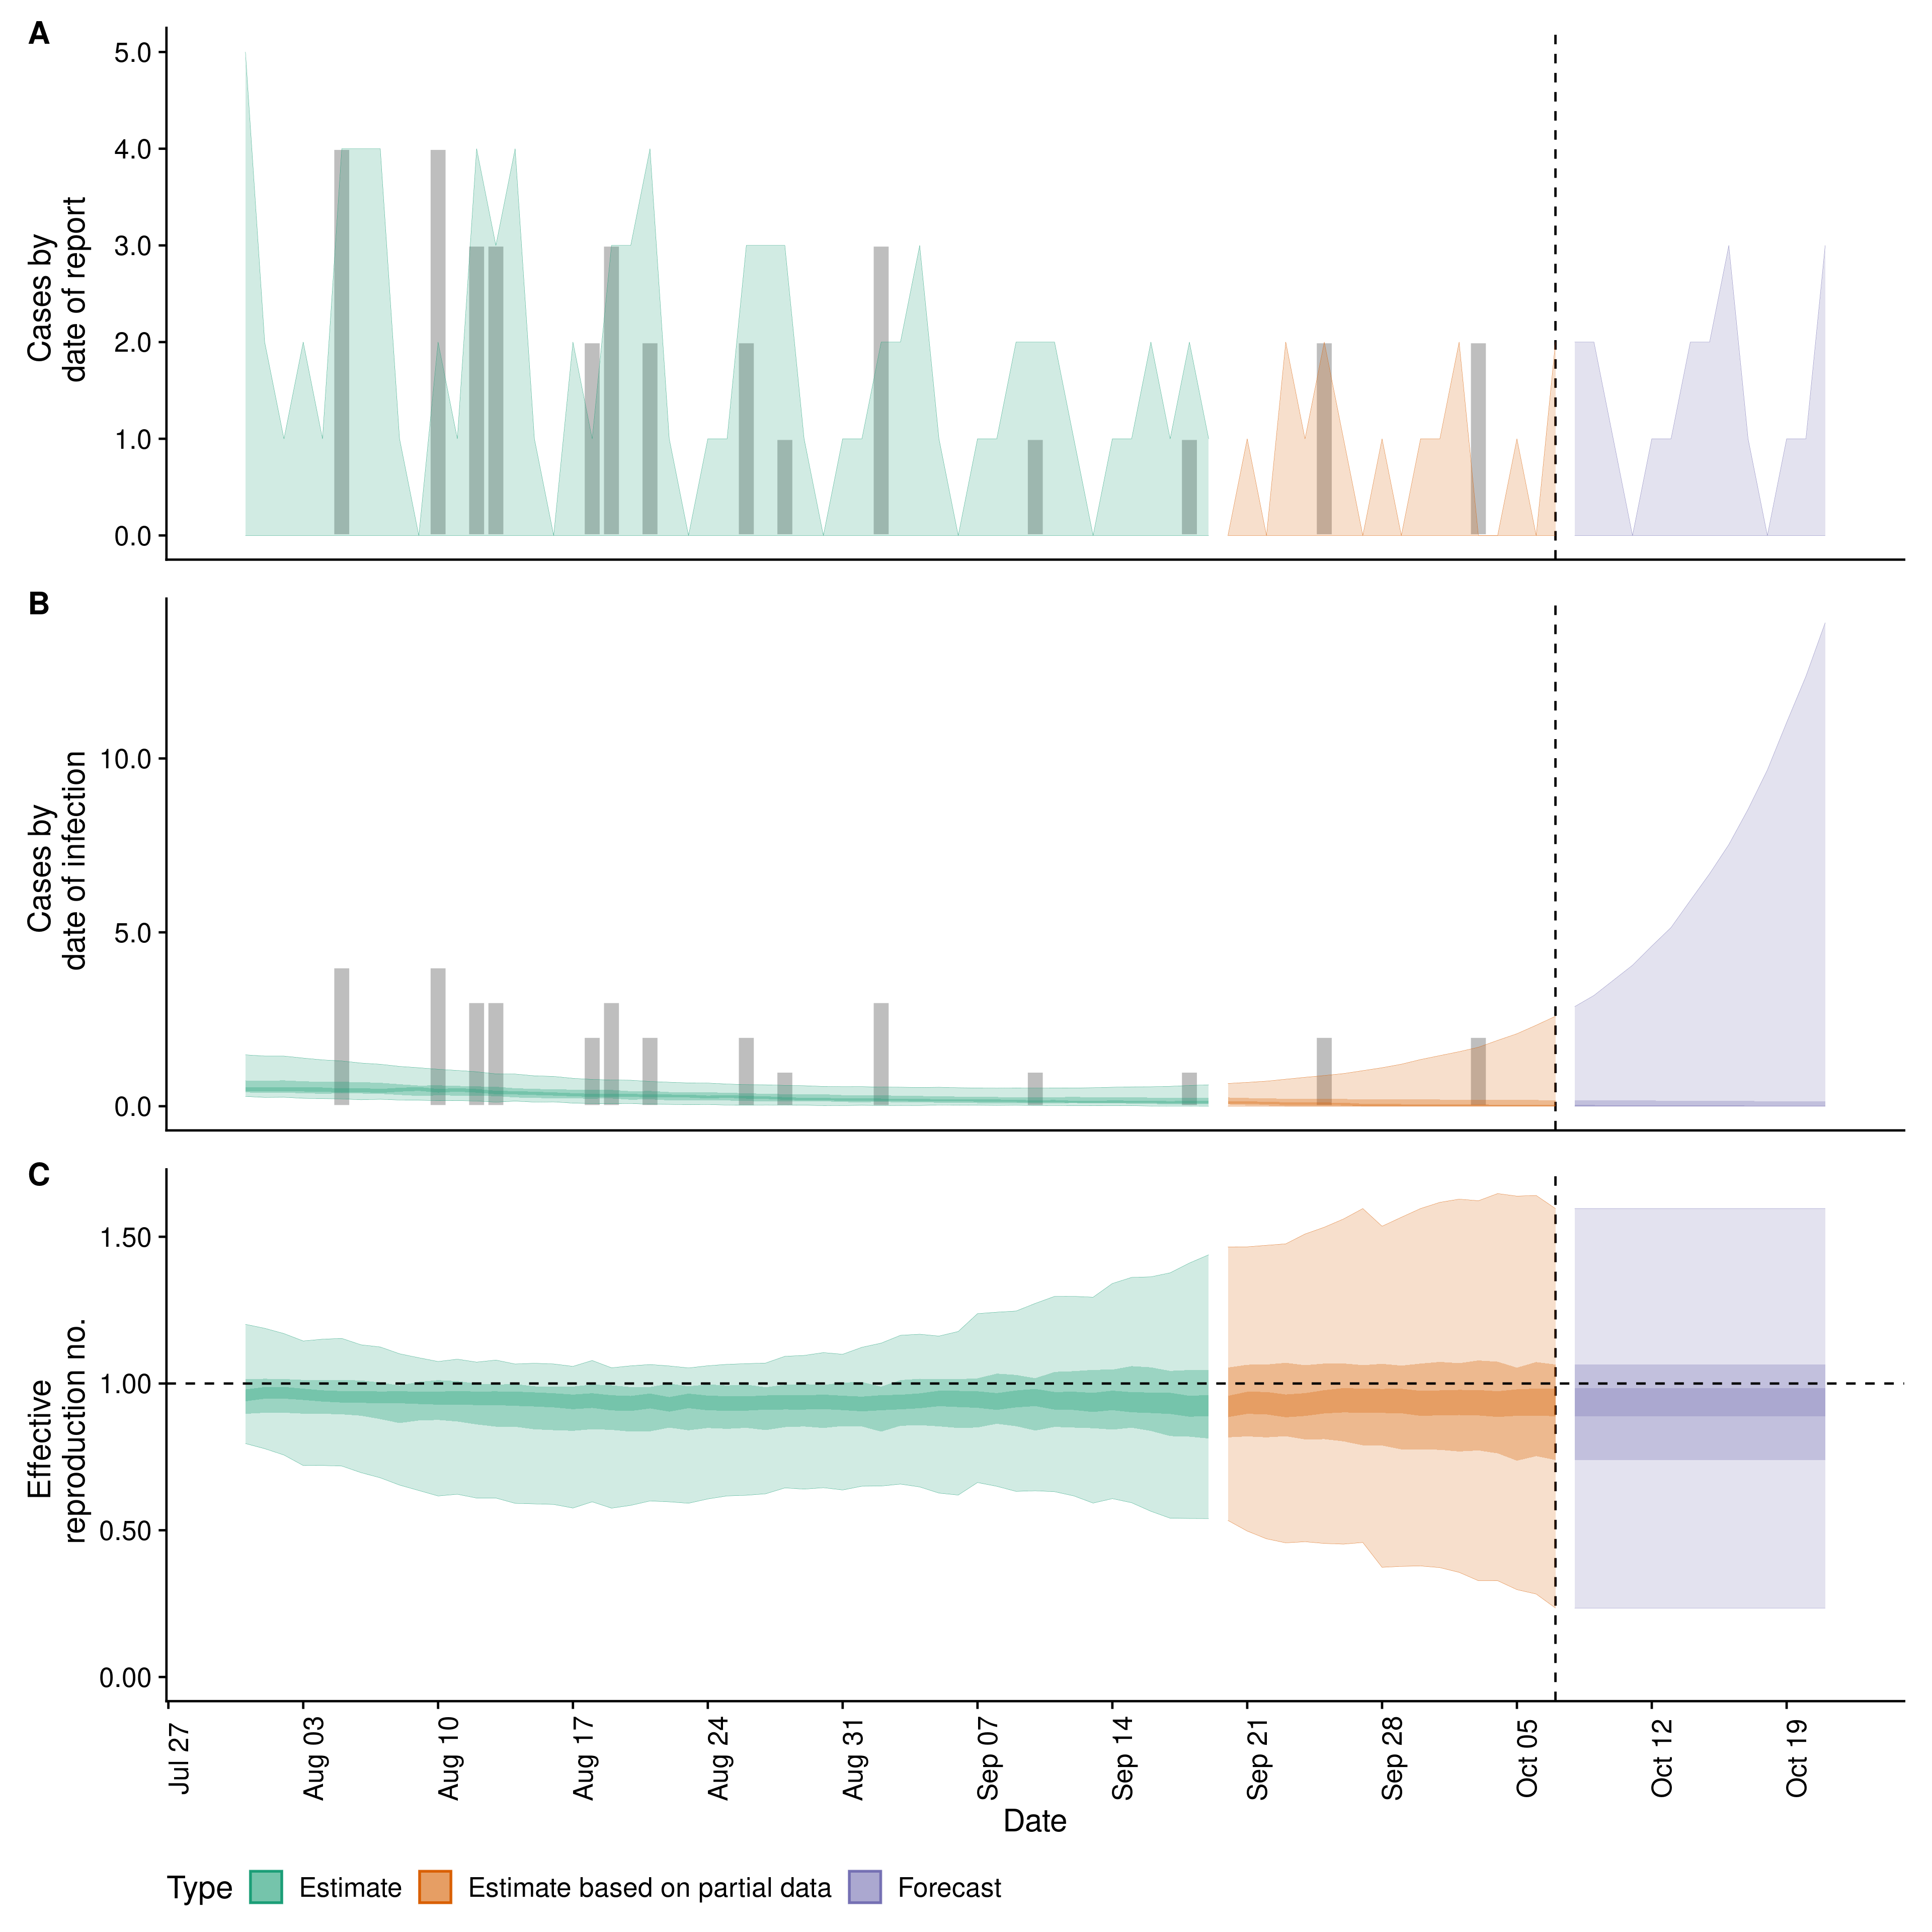 A
Cases by
date of report
5.0
4.0
3.0
2.0
1.0
0.0
B
Cases by
date of infection
10.0
5.0
0.0
C
Effective
reproduction no.
1.50
1.00
0.50
0.00
Jul 27
Aug 03
Aug 10
Aug 17
Aug 24
Aug 31
Sep 07
Sep 14
Sep 21
Sep 28
Oct 05
Oct 12
Oct 19
Date
Type
Estimate
Estimate based on partial data
Forecast